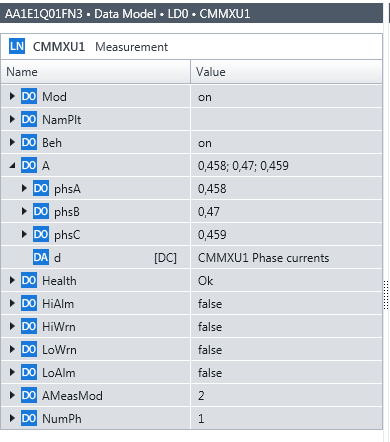 AA1E1Q01FN3 • Data Model • LD0 • CMMXU1
LN CMMXU1 Measurement
Name Value
DO Mod on
DO NamPlt
DO Beh on
DO A 0,458; 0,47; 0,459
DO phsA 0,458
DO phsB 0,47
DO phsC 0,459
DA d [DC] CMMXU1 Phase currents
DO Health Ok
DO HiAlm false
DO HiWrn false
DO LoWrn false
DO LoAlm false
DO AMeasMod 2
DO NumPh 1